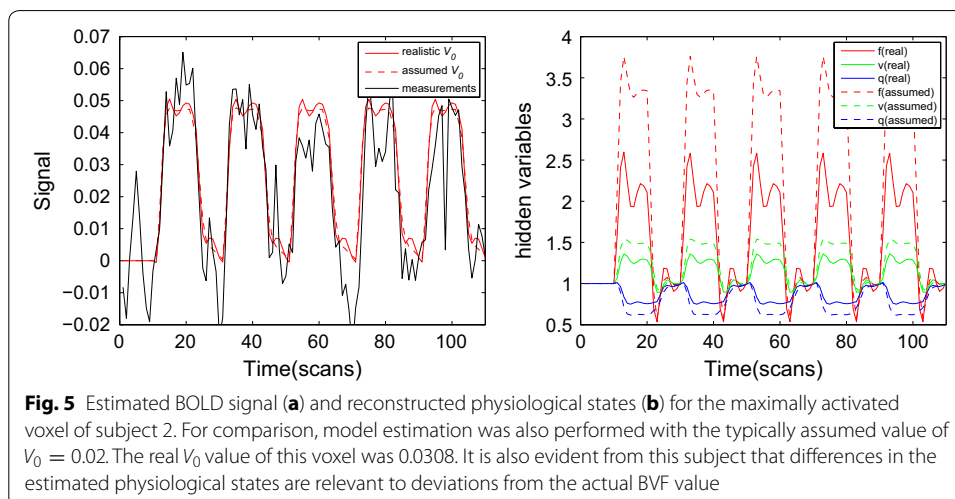 0.07
0.06
0.05
0.04
0.03
0.02
0.01
0
−0.01
−0.02
Signal
0 20 40 60 80 100
Time(scans)
realistic V0
assumed V0
measurements
4
3.5
3
2.5
2
1.5
1
0.5
hidden variables
0 20 40 60 80 100
Time(scans)
f(real)
v(real)
q(real)
f(assumed)
v(assumed)
q(assumed)
Fig. 5 Estimated BOLD signal (a) and reconstructed physiological states (b) for the maximally activated
voxel of subject 2. For comparison, model estimation was also performed with the typically assumed value of
V0 = 0.02. The real V0 value of this voxel was 0.0308. It is also evident from this subject that differences in the
estimated physiological states are relevant to deviations from the actual BVF value